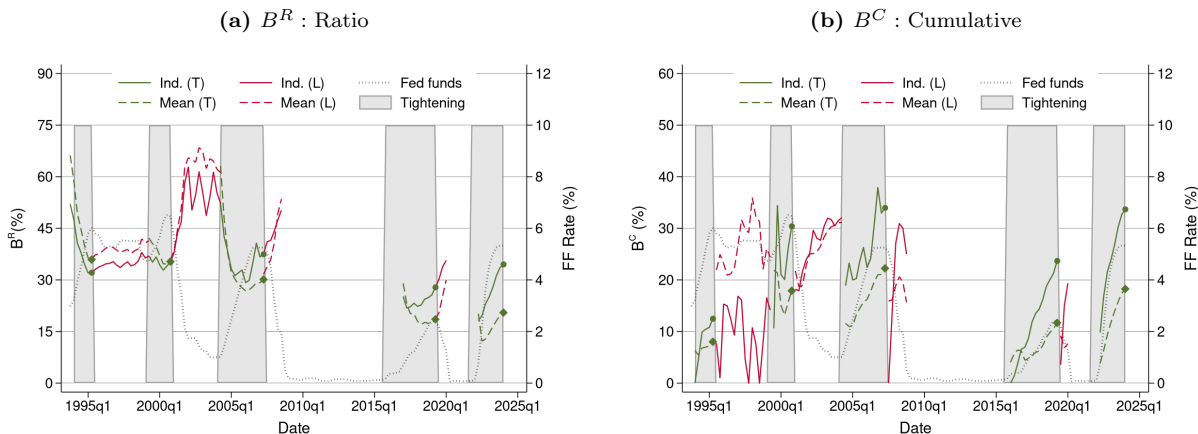 (a) B^R : Ratio
Ind. (T) Ind. (L) Fed funds
Mean (T) Mean (L) Tightening
90
75
60
45
30
15
0
B^R(%)
12
10
8
6
4
2
0
FF Rate (%)
1995q1 2000q1 2005q1 2010q1 2015q1 2020q1 2025q1
Date
(b) B^C : Cumulative
Ind. (T) Ind. (L) Fed funds
Mean (T) Mean (L) Tightening
60
50
40
30
20
10
0
B^C (%)
12
10
8
6
4
2
0
FF Rate (%)
1995q1 2000q1 2005q1 2010q1 2015q1 2020q1 2025q1
Date